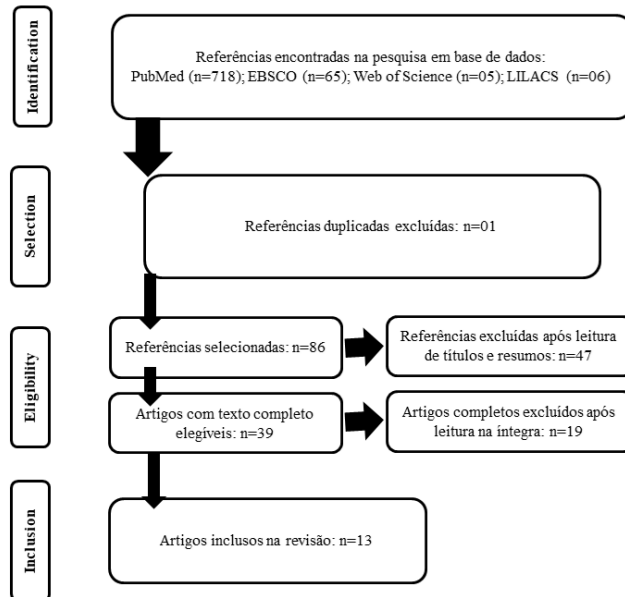 Identification
Referências encontradas na pesquisa em base de dados:
PubMed (n=718); EBSCO (n=65); Web of Science (n=05); LILACS (n=06)
Selection
Referências duplicadas excluídas: n=01
Eligibility
Referências selecionadas: n=86
Referências excluídas após leitura
de títulos e resumos: n=47
Artigos com texto completo
elegíveis: n=39
Artigos completos excluídos após
leitura na íntegra: n=19
Inclusion
Artigos inclusos na revisão: n=13